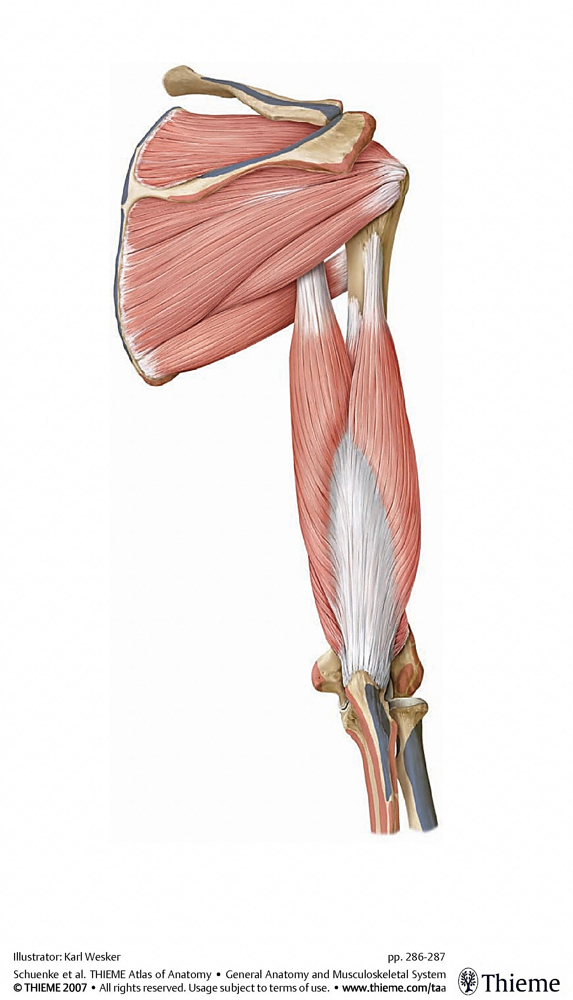 Illustrator: Karl Wesker
pp. 286-287
Schuenke et al. THIEME Atlas of Anatomy • General Anatomy and Musculoskeletal System
© THIEME 2007 • All rights reserved. Usage subject to terms of use. • www.thieme.com/taa
Thieme